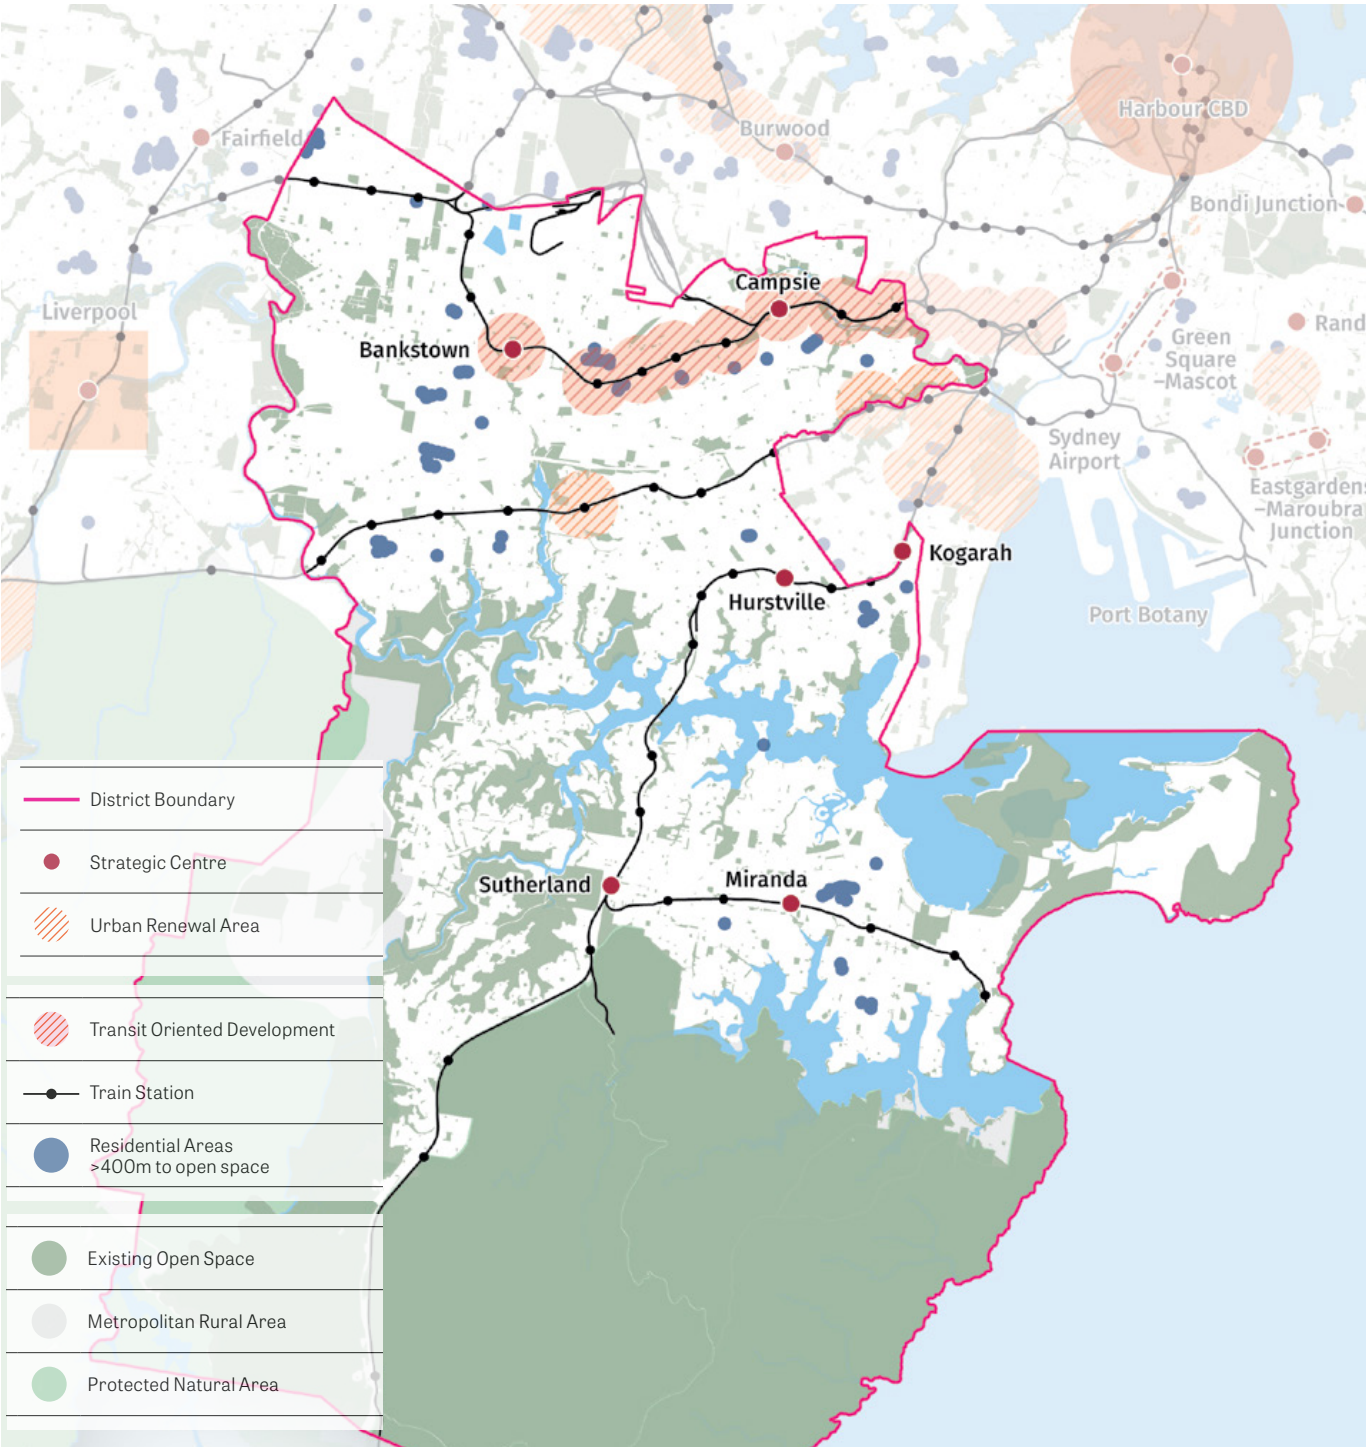 Harbour CBD
Burwood
Fairfield
Bondi Junction
Campsie
Liverpool
Rand
Green
Square
–Mascot
Bankstown
Sydney
Airport
Eastgardens
–Maroubra
Junction
Kogarah
Hurstville
Port Botany
District Boundary
Strategic Centre
Sutherland
Miranda
Urban Renewal Area
Transit Oriented Development
Train Station
Residential Areas
>400m to open space
Existing Open Space
Metropolitan Rural Area
Protected Natural Area